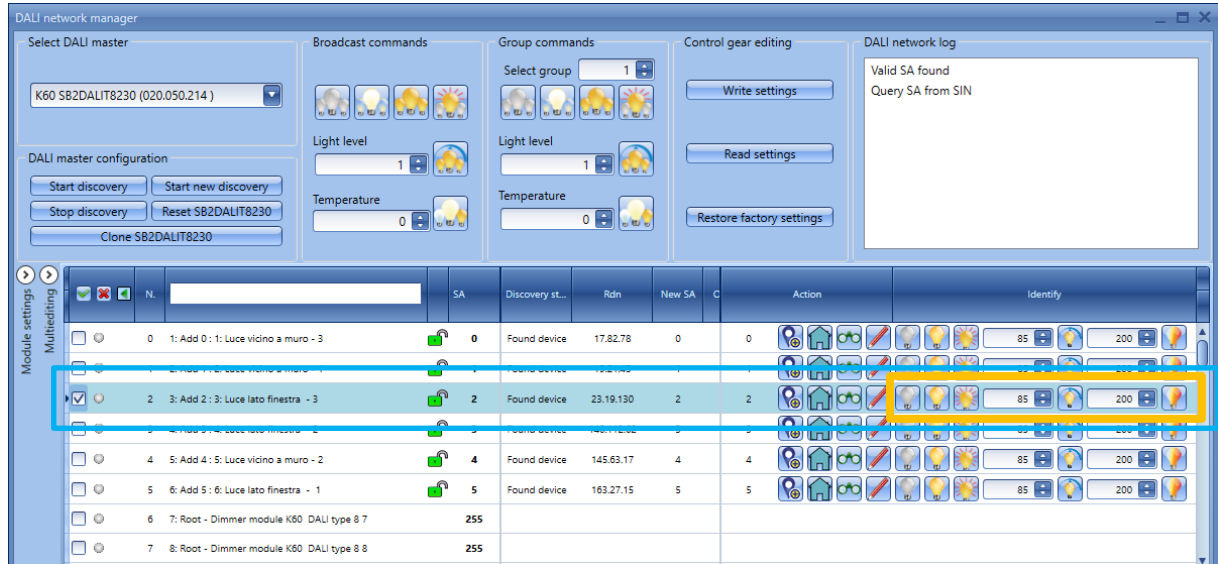 DALI network manager
Select DALI master
K60 SB2DALIT8230 (020.050.214 )
DALI master configuration
Start discovery
Start new discovery
Stop discovery
Reset SB2DALIT8230
Clone SB2DALIT8230
Broadcast commands
Light level
1
Temperature
0
Group commands
Select group
1
Light level
1
Temperature
0
Control gear editing
Write settings
Read settings
Restore factory settings
DALI network log
Valid SA found
Query SA from SIN
Module settings
Multiediting
N. SA Discovery st... Rdn New SA C Action Identify
0 1: Add 0 : 1: Luce vicino a muro - 3 0 Found device 17.82.78 0 0 85 200
2 3: Add 2 : 3: Luce lato finestra - 3 2 Found device 23.19.130 2 2 85 200
4 5: Add 4 : 5: Luce vicino a muro - 2 4 Found device 145.63.17 4 4 85 200
5 6: Add 5 : 6: Luce lato finestra - 1 5 Found device 163.27.15 5 5 85 200
6 7: Root - Dimmer module K60 DALI type 8 7 255
7 8: Root - Dimmer module K60 DALI type 8 8 255